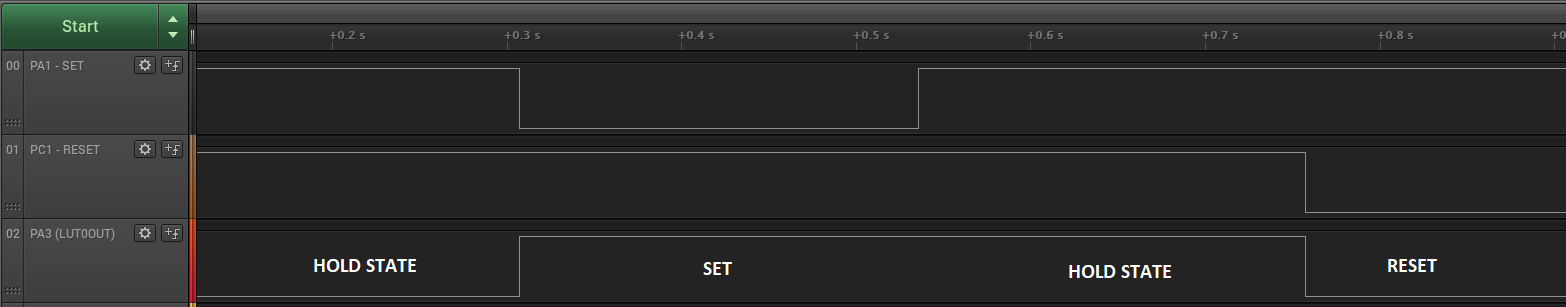 Start
+0.2 s +0.3 s +0.4 s +0.5 s +0.6 s +0.7 s +0.8 s +0
00 PA1 - SET
01 PC1 - RESET
02 PA3 (LUT0OUT)
HOLD STATE SET HOLD STATE RESET